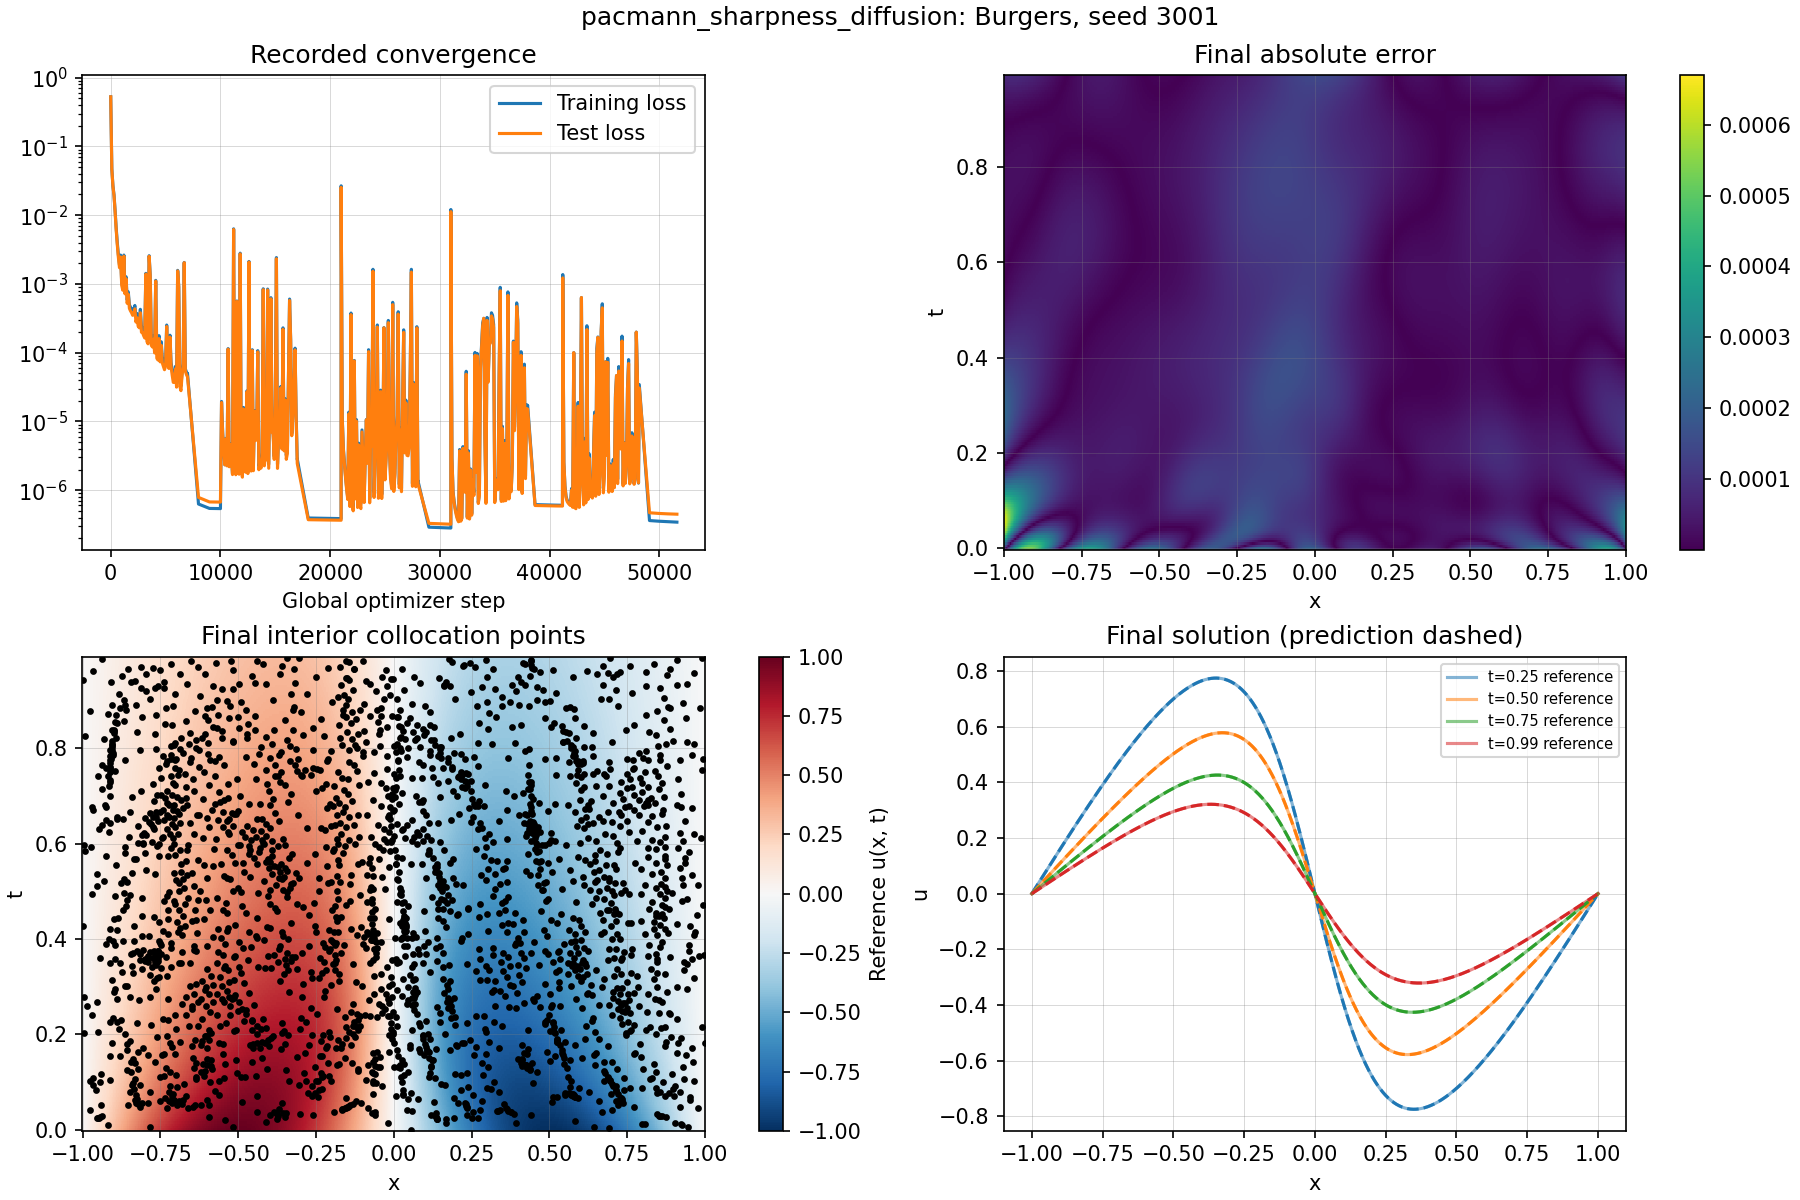 pacmann_sharpness_diffusion: Burgers, seed 3001
Recorded convergence
10⁰
10⁻¹
10⁻²
10⁻³
10⁻⁴
10⁻⁵
10⁻⁶
Training loss
Test loss
0 10000 20000 30000 40000 50000
Global optimizer step
Final absolute error
t
0.8
0.6
0.4
0.2
0.0
−1.00 −0.75 −0.50 −0.25 0.00 0.25 0.50 0.75 1.00
x
0.0006
0.0005
0.0004
0.0003
0.0002
0.0001
Final interior collocation points
t
0.8
0.6
0.4
0.2
0.0
−1.00 −0.75 −0.50 −0.25 0.00 0.25 0.50 0.75 1.00
x
1.00
0.75
0.50
0.25
0.00
−0.25
−0.50
−0.75
−1.00
Reference u(x, t)
Final solution (prediction dashed)
u
0.8
0.6
0.4
0.2
0.0
−0.2
−0.4
−0.6
−0.8
t=0.25 reference
t=0.50 reference
t=0.75 reference
t=0.99 reference
−1.00 −0.75 −0.50 −0.25 0.00 0.25 0.50 0.75 1.00
x